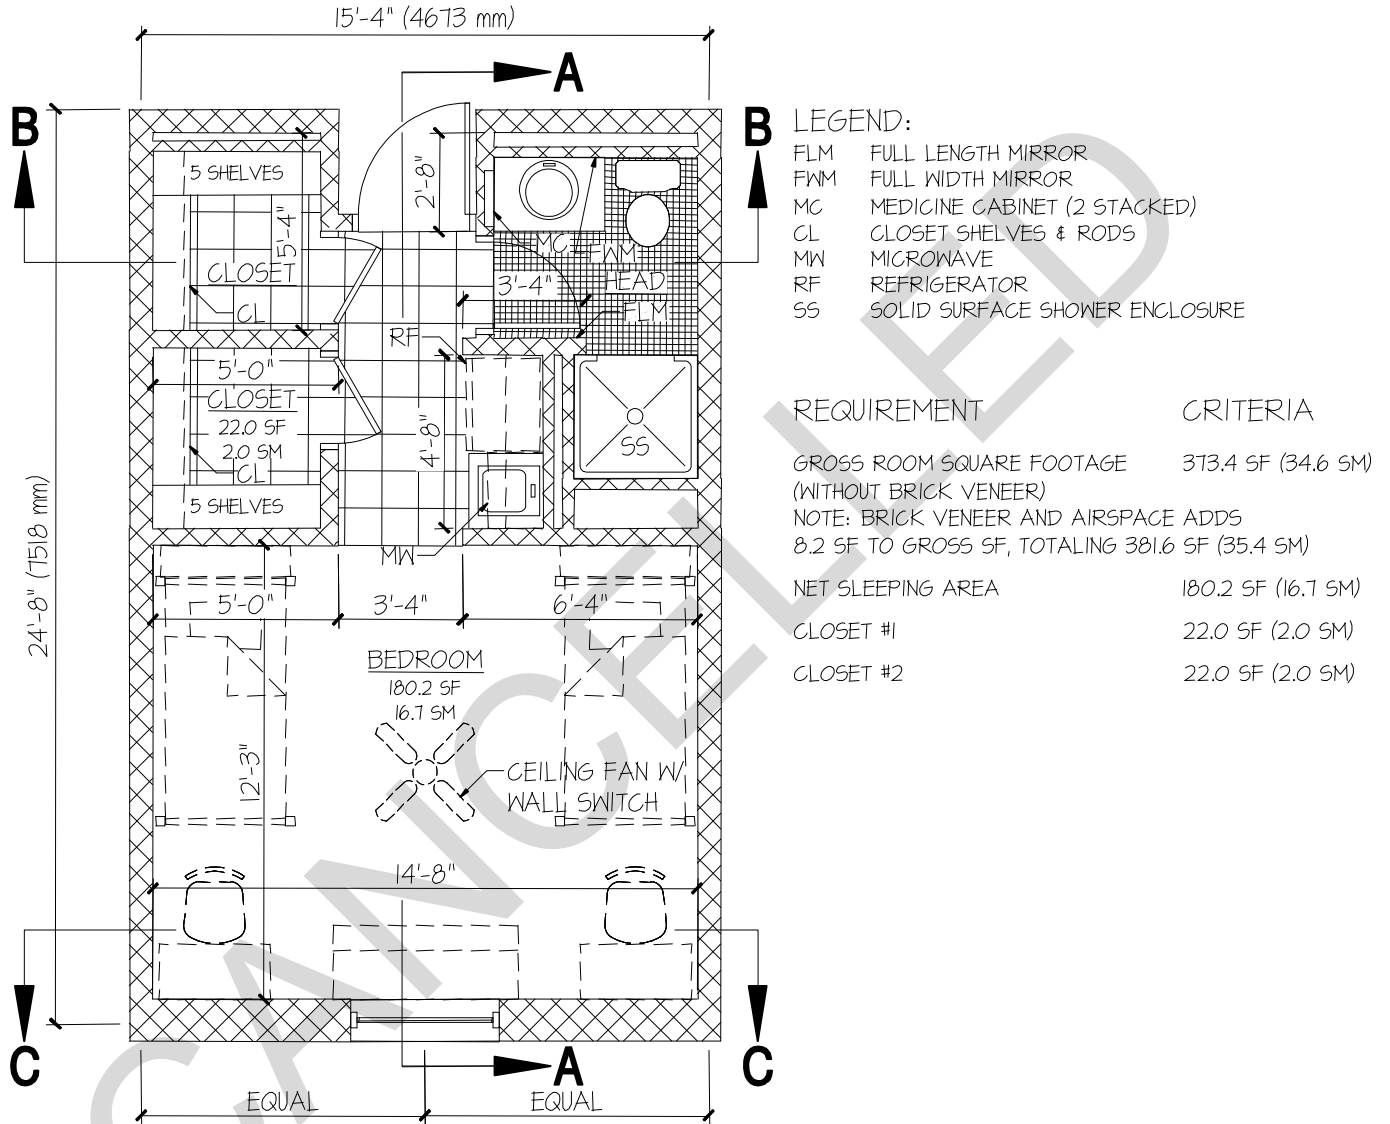 15'-4" (4673 mm)
A
B
B
5 SHELVES
5'-4"
2'-8"
CLOSET
CL
MC
FWM
HEAD
3'-4"
FLM
RF
5'-0"
CLOSET
22.0 SF
2.0 SM
CL
4'-8"
SS
5 SHELVES
MW
24'-8" (7518 mm)
5'-0"
3'-4"
6'-4"
BEDROOM
180.2 SF
16.7 SM
12'-3"
CEILING FAN W/
WALL SWITCH
14'-8"
C
C
A
EQUAL
EQUAL
LEGEND:
FLM FULL LENGTH MIRROR
FWM FULL WIDTH MIRROR
MC MEDICINE CABINET (2 STACKED)
CL CLOSET SHELVES & RODS
MW MICROWAVE
RF REFRIGERATOR
SS SOLID SURFACE SHOWER ENCLOSURE
REQUIREMENT CRITERIA
GROSS ROOM SQUARE FOOTAGE 373.4 SF (34.6 SM)
(WITHOUT BRICK VENEER)
NOTE: BRICK VENEER AND AIRSPACE ADDS
8.2 SF TO GROSS SF, TOTALING 381.6 SF (35.4 SM)
NET SLEEPING AREA 180.2 SF (16.7 SM)
CLOSET #1 22.0 SF (2.0 SM)
CLOSET #2 22.0 SF (2.0 SM)
CANCELLED